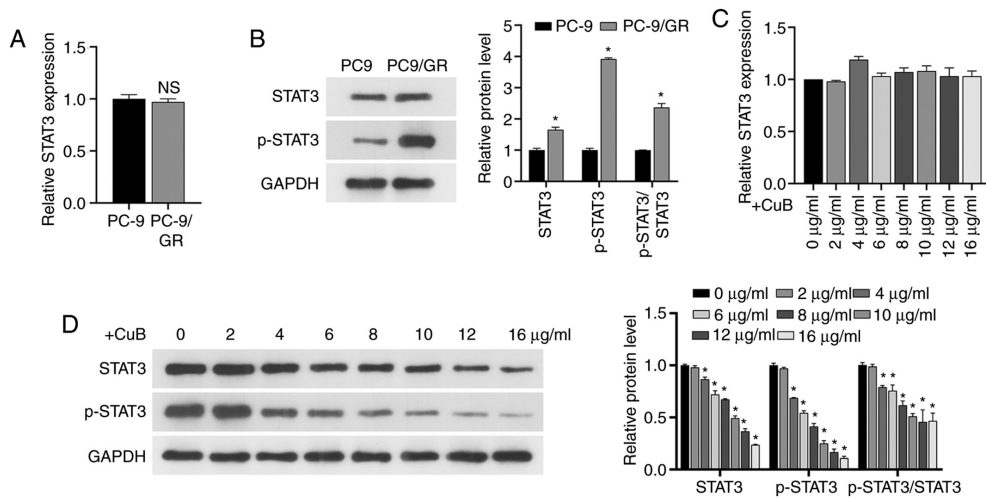 A
Relative STAT3 expression
1.5
1.0
0.5
0.0
NS
PC-9
PC-9/
GR
B
PC9 PC9/GR
STAT3
p-STAT3
GAPDH
PC-9 PC-9/GR
Relative protein level
5
4
3
2
1
0
*
*
*
STAT3
p-STAT3
p-STAT3/
STAT3
C
Relative STAT3 expression
1.5
1.0
0.5
0.0
+CuB
0 µg/ml
2 µg/ml
4 µg/ml
6 µg/ml
8 µg/ml
10 µg/ml
12 µg/ml
16 µg/ml
D
+CuB 0 2 4 6 8 10 12 16 µg/ml
STAT3
p-STAT3
GAPDH
0 µg/ml 2 µg/ml 4 µg/ml
6 µg/ml 8 µg/ml 10 µg/ml
12 µg/ml 16 µg/ml
Relative protein level
1.5
1.0
0.5
0.0
* * * * * *
* * * * * *
* * * * * *
STAT3 p-STAT3 p-STAT3/STAT3